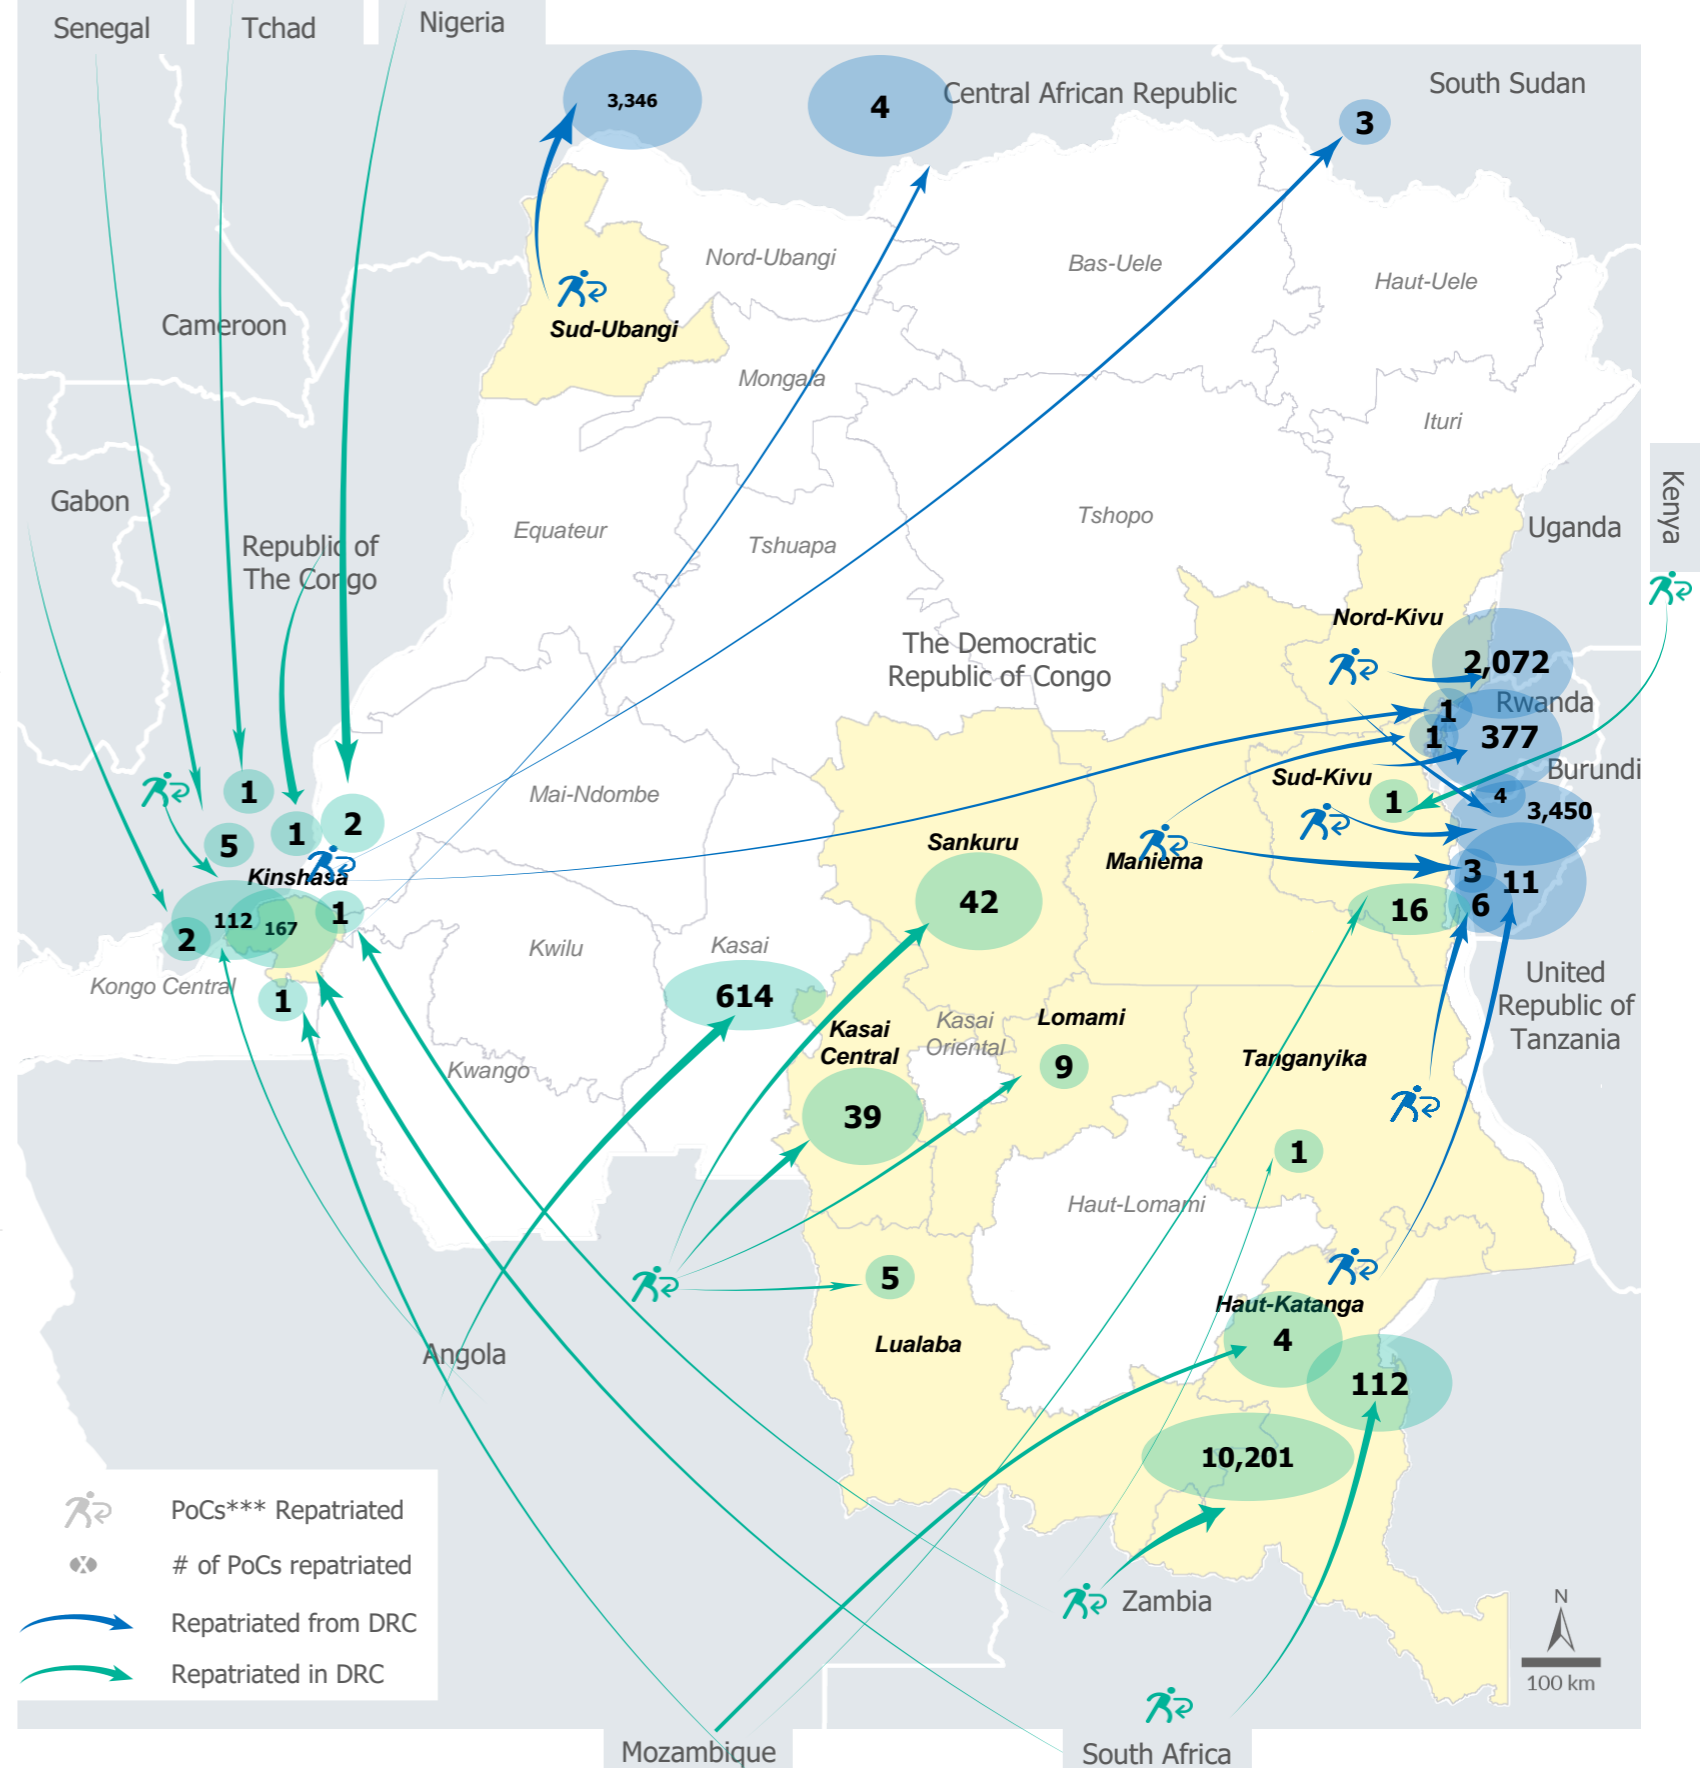 Senegal
Tchad
Nigeria
3,346
4
Central African Republic
South Sudan
3
Nord-Ubangi
Bas-Uele
Haut-Uele
Cameroon
Sud-Ubangi
Mongala
Ituri
Gabon
Kenya
Equateur
Tshopo
Uganda
Republic of
The Congo
Tshuapa
Nord-Kivu
The Democratic
Republic of Congo
2,072
Rwanda
1
1
377
Burundi
Sud-Kivu
1
Mai-Ndombe
1
4
3,450
1
2
5
Sankuru
Maniema
Kinshasa
3
11
42
6
16
1
112
167
2
Kwilu
Kasai
Kongo Central
614
1
United
Republic of
Tanzania
Kasai
Central
Kasai
Oriental
Lomami
Tanganyika
Kwango
9
39
1
Haut-Lomami
5
Haut-Katanga
4
Lualaba
Angola
112
10,201
PoCs*** Repatriated
# of PoCs repatriated
Repatriated from DRC
Repatriated in DRC
Zambia
N
100 km
Mozambique
South Africa